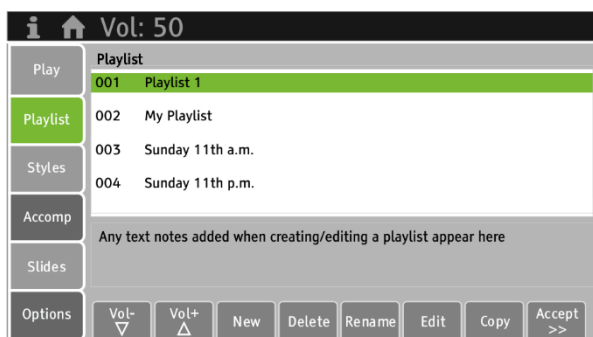 i Vol: 50
Play
Playlist
Styles
Accomp
Slides
Options
Playlist
001 Playlist 1
002 My Playlist
003 Sunday 11th a.m.
004 Sunday 11th p.m.
Any text notes added when creating/editing a playlist appear here
Vol- Vol+ New Delete Rename Edit Copy Accept
>>